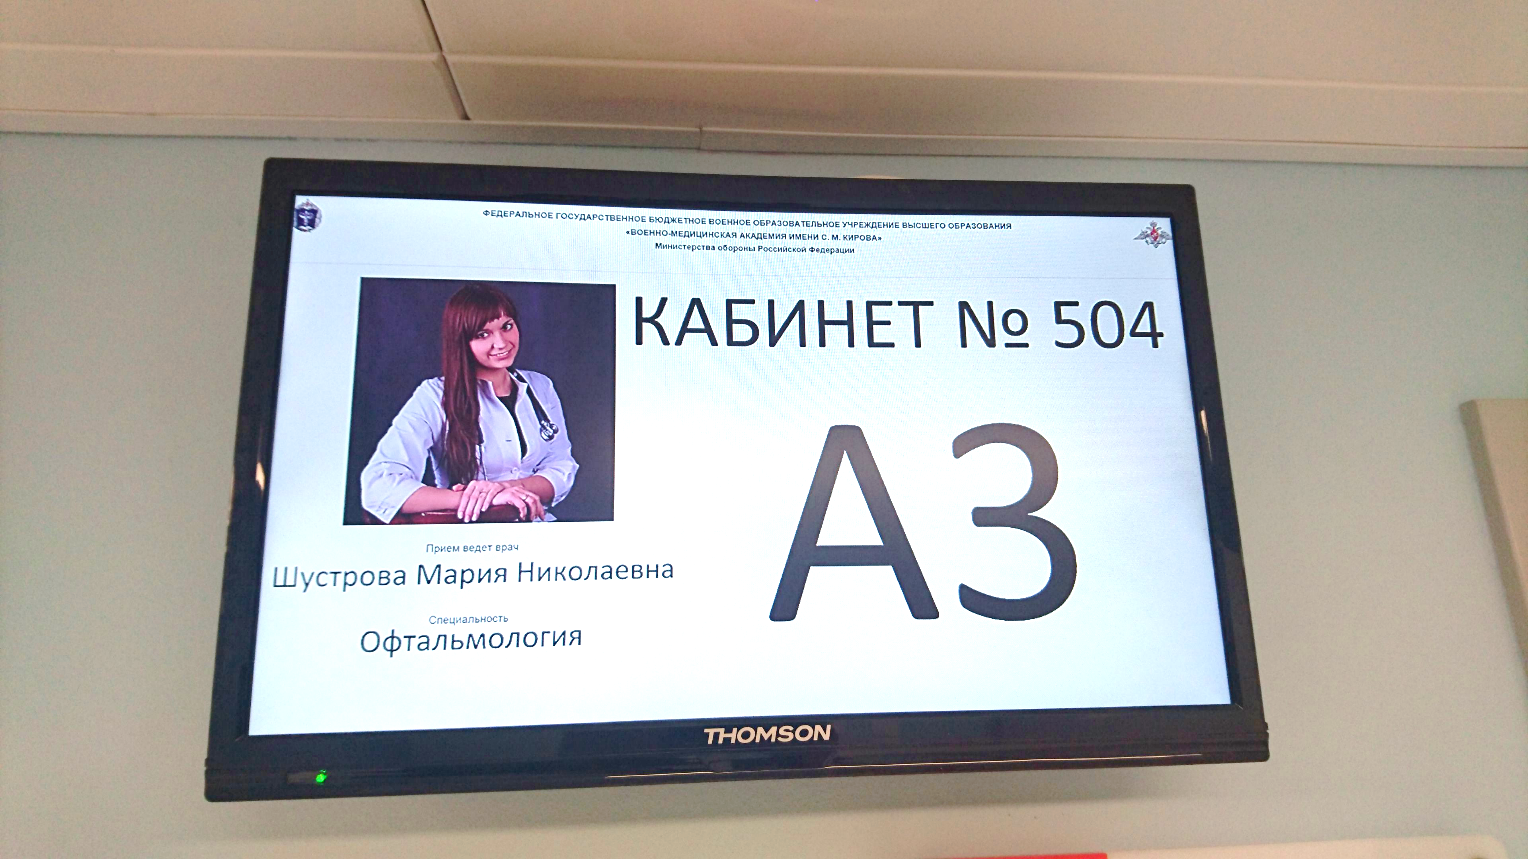 ФЕДЕРАЛЬНОЕ ГОСУДАРСТВЕННОЕ БЮДЖЕТНОЕ ВОЕННОЕ ОБРАЗОВАТЕЛЬНОЕ УЧРЕЖДЕНИЕ ВЫСШЕГО ОБРАЗОВАНИЯ
«ВОЕННО-МЕДИЦИНСКАЯ АКАДЕМИЯ ИМЕНИ С. М. КИРОВА»
Министерства обороны Российской Федерации
КАБИНЕТ № 504
А3
Прием ведет врач
Шустрова Мария Николаевна
Специальность
Офтальмология
THOMSON